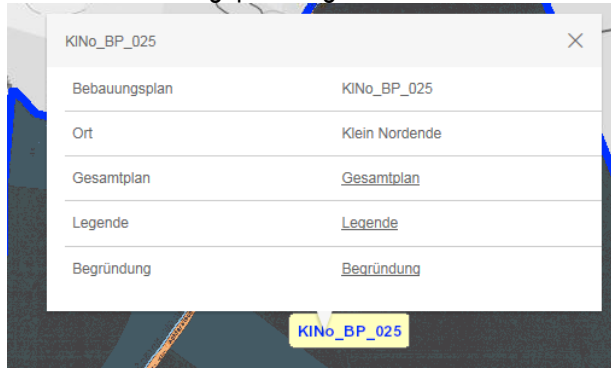 KlNo_BP_025
Bebauungsplan KlNo_BP_025
Ort Klein Nordende
Gesamtplan Gesamtplan
Legende Legende
Begründung Begründung
KlNo_BP_025